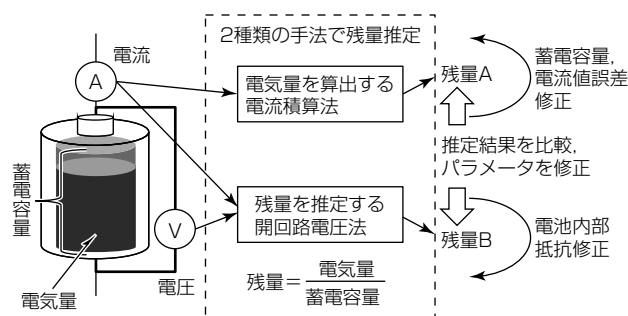 電流
A
蓄電容量
電気量
V
電圧
2種類の手法で残量推定
電気量を算出する
電流積算法
残量を推定する
開回路電圧法
残量＝電気量
蓄電容量
残量A
蓄電容量，
電流値誤差
修正
推定結果を比較，
パラメータを修正
残量B
電池内部
抵抗修正